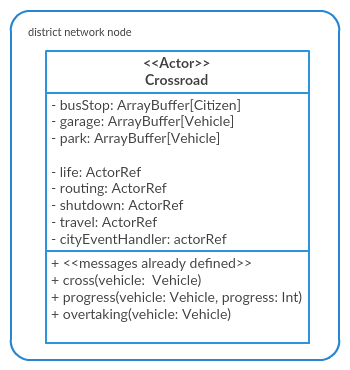 district network node
<<Actor>>
Crossroad
- busStop: ArrayBuffer[Citizen]
- garage: ArrayBuffer[Vehicle]
- park: ArrayBuffer[Vehicle]
- life: ActorRef
- routing: ActorRef
- shutdown: ActorRef
- travel: ActorRef
- cityEventHandler: actorRef
+ <<messages already defined>>
+ cross(vehicle: Vehicle)
+ progress(vehicle: Vehicle, progress: Int)
+ overtaking(vehicle: Vehicle)